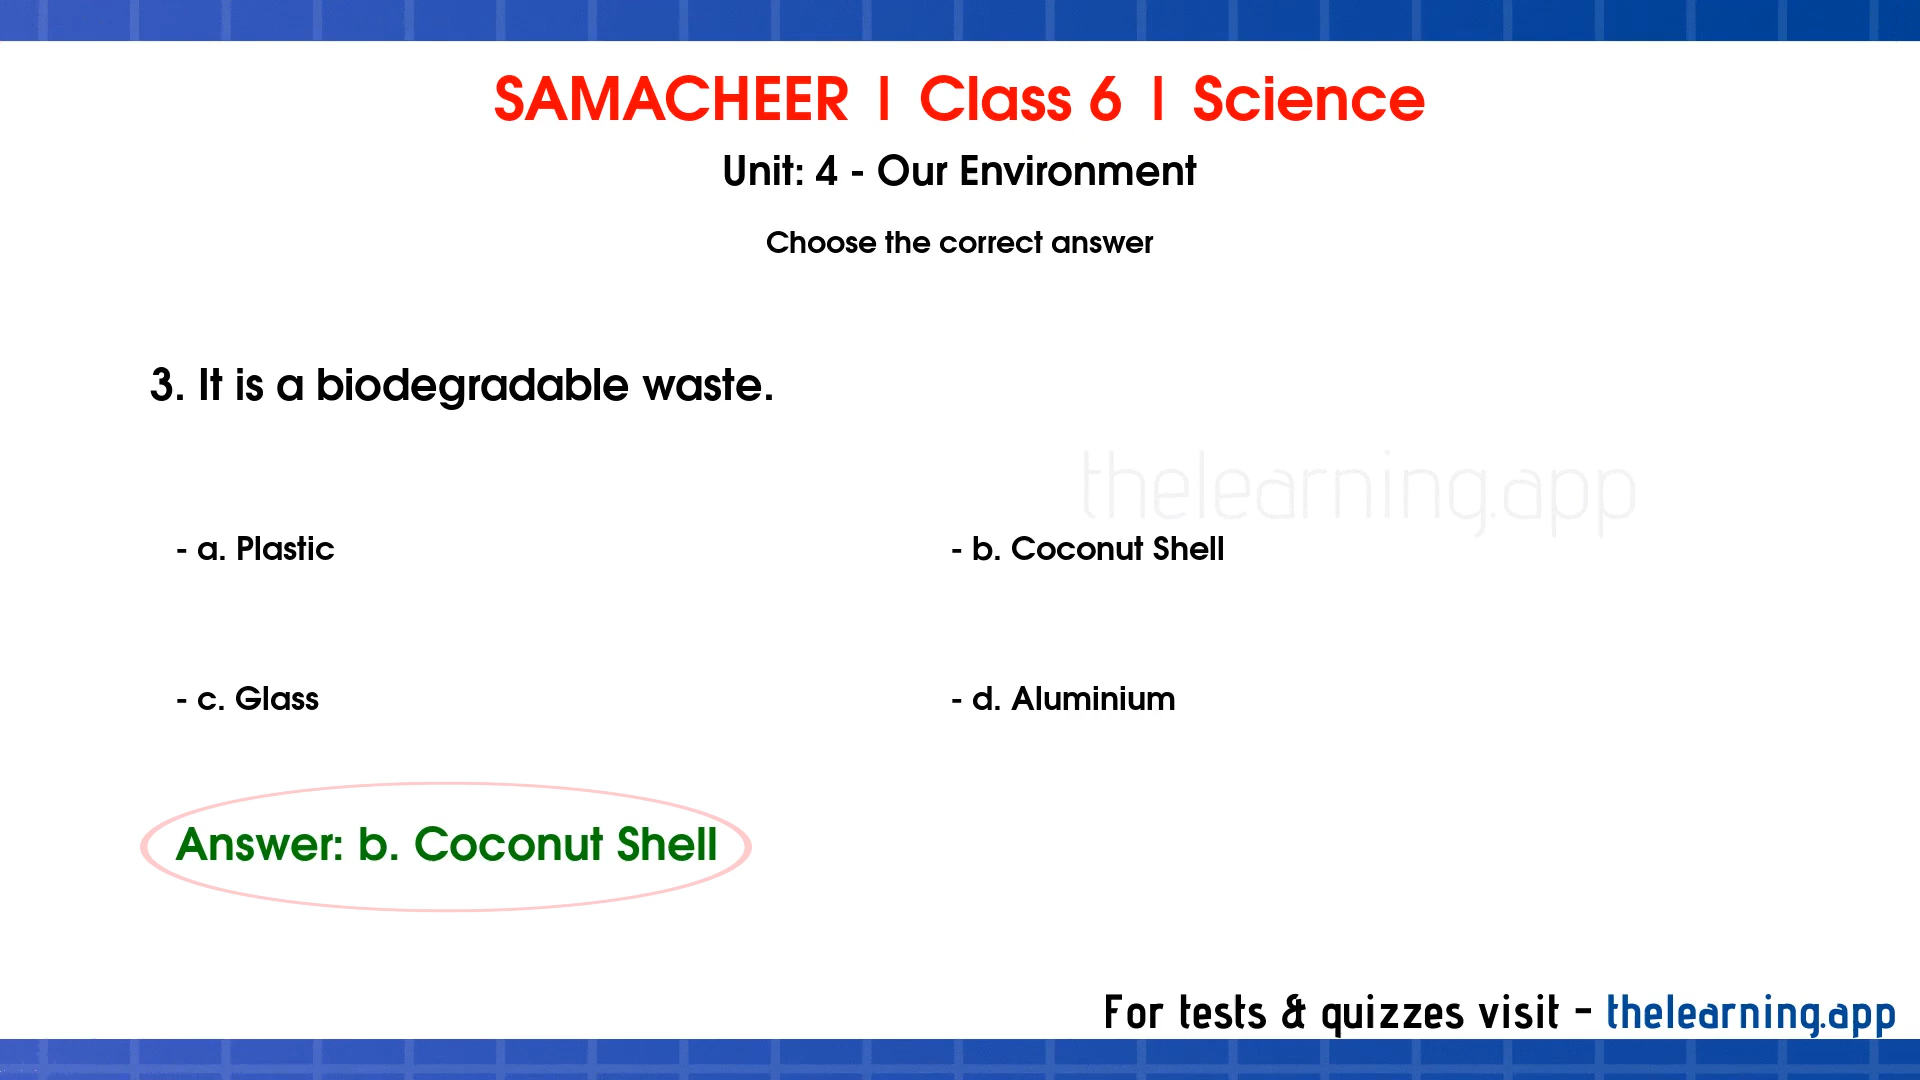 SAMACHEER | Class 6 | Science
Unit: 4 - Our Environment
Choose the correct answer
3. It is a biodegradable waste.
thelearning.app
- a. Plastic
- b. Coconut Shell
- c. Glass
- d. Aluminium
Answer: b. Coconut Shell
For tests & quizzes visit - thelearning.app